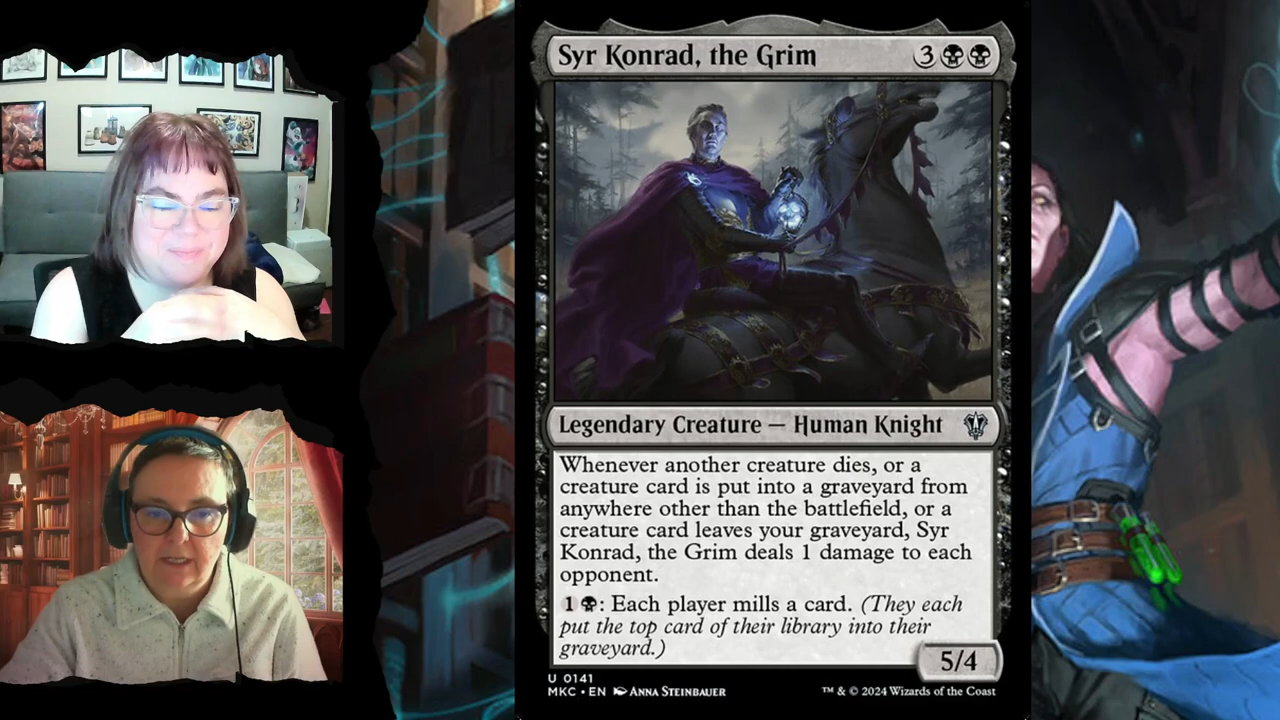 Syr Konrad, the Grim 3
Legendary Creature — Human Knight
Whenever another creature dies, or a
creature card is put into a graveyard from
anywhere other than the battlefield, or a
creature card leaves your graveyard, Syr
Konrad, the Grim deals 1 damage to each
opponent.
1: Each player mills a card. (They each
put the top card of their library into their
graveyard.)
5/4
U 0141
MKC • EN Anna Steinbauer
™ & © 2024 Wizards of the Coast